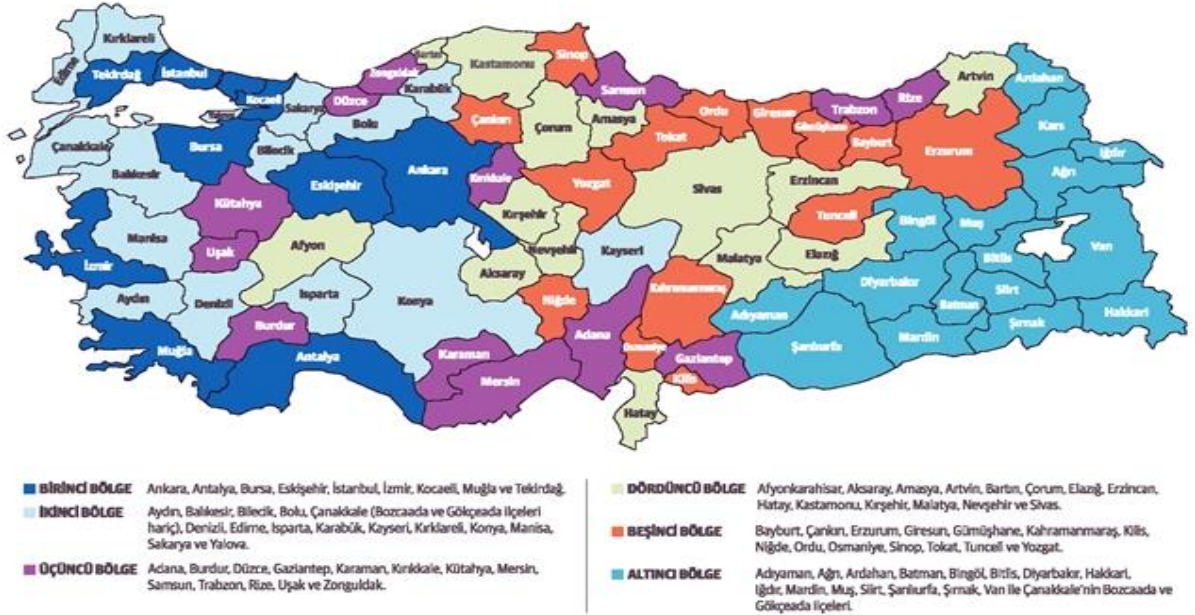 Kırklareli
Edirne
Tekirdağ
İstanbul
Kocaeli
Sakarya
Düzce
Zonguldak
Bartın
Karabük
Kastamonu
Sinop
Samsun
Ordu
Giresun
Trabzon
Rize
Artvin
Ardahan
Kars
Iğdır
Ağrı
Erzurum
Bayburt
Gümüşhane
Tokat
Amasya
Çorum
Çankırı
Bolu
Bilecik
Bursa
Çanakkale
Balıkesir
Kütahya
Eskişehir
Ankara
Kırıkkale
Yozgat
Sivas
Erzincan
Tunceli
Bingöl
Muş
Van
Bitlis
Siirt
Batman
Diyarbakır
Elazığ
Malatya
Kayseri
Nevşehir
Kırşehir
Aksaray
Konya
Afyon
Uşak
Manisa
İzmir
Aydın
Denizli
Isparta
Burdur
Muğla
Antalya
Karaman
Mersin
Niğde
Adana
Kahramanmaraş
Osmaniye
Gaziantep
Kilis
Hatay
Adıyaman
Şanlıurfa
Mardin
Şırnak
Hakkari
BİRİNCİ BÖLGE Ankara, Antalya, Bursa, Eskişehir, İstanbul, İzmir, Kocaeli, Muğla ve Tekirdağ.
İKİNCİ BÖLGE Aydın, Balıkesir, Bilecik, Bolu, Çanakkale (Bozcaada ve Gökçeada ilçeleri
hariç), Denizli, Edirne, Isparta, Karabük, Kayseri, Kırklareli, Konya, Manisa,
Sakarya ve Yalova.
ÜÇÜNCÜ BÖLGE Adana, Burdur, Düzce, Gaziantep, Karaman, Kırıkkale, Kütahya, Mersin,
Samsun, Trabzon, Rize, Uşak ve Zonguldak.
DÖRDÜNCÜ BÖLGE Afyonkarahisar, Aksaray, Amasya, Artvin, Bartın, Çorum, Elazığ, Erzincan,
Hatay, Kastamonu, Kırşehir, Malatya, Nevşehir ve Sivas.
BEŞİNCİ BÖLGE Bayburt, Çankırı, Erzurum, Giresun, Gümüşhane, Kahramanmaraş, Kilis,
Niğde, Ordu, Osmaniye, Sinop, Tokat, Tunceli ve Yozgat.
ALTINCI BÖLGE Adıyaman, Ağrı, Ardahan, Batman, Bingöl, Bitlis, Diyarbakır, Hakkari,
Iğdır, Mardin, Muş, Siirt, Şanlıurfa, Şırnak, Van ile Çanakkale'nin Bozcaada ve
Gökçeada ilçeleri.